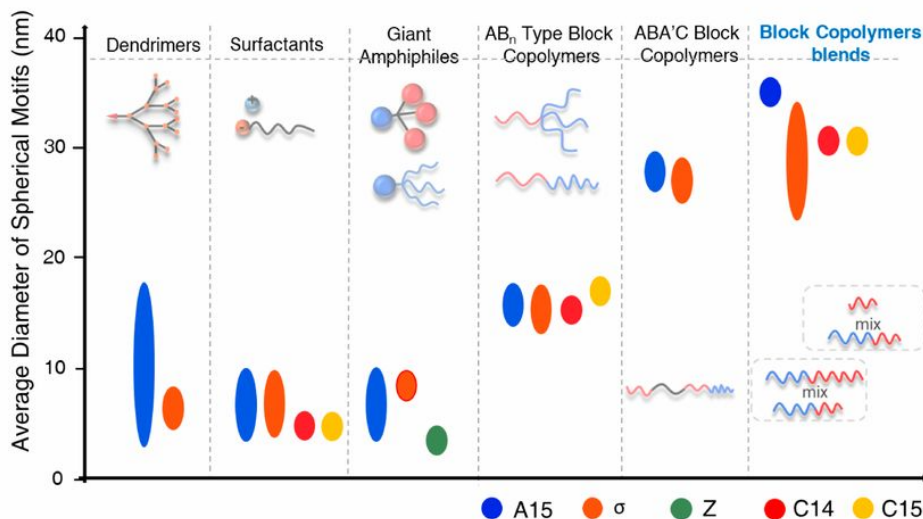 Average Diameter of Spherical Motifs (nm)
40
30
20
10
0
Dendrimers
Surfactants
Giant
Amphiphiles
ABn Type Block
Copolymers
ABA'C Block
Copolymers
Block Copolymers
blends
mix
mix
A15
σ
Z
C14
C15